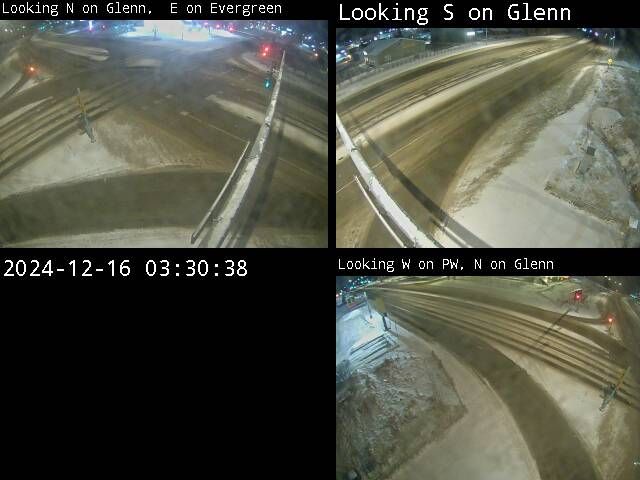 Looking N on Glenn,  E on Evergreen
Looking S on Glenn
2024-12-16 03:30:38
Looking W on PW, N on Glenn